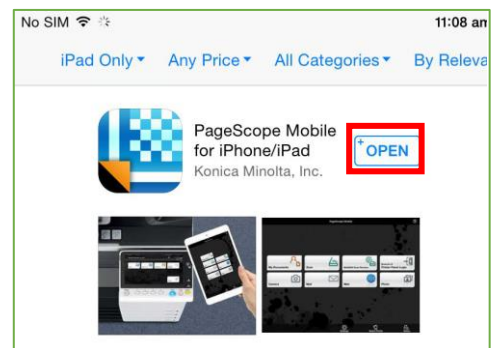 No SIM 11:08 am
iPad Only ▾ Any Price ▾ All Categories ▾ By Releva
PageScope Mobile
for iPhone/iPad
Konica Minolta, Inc.
+OPEN